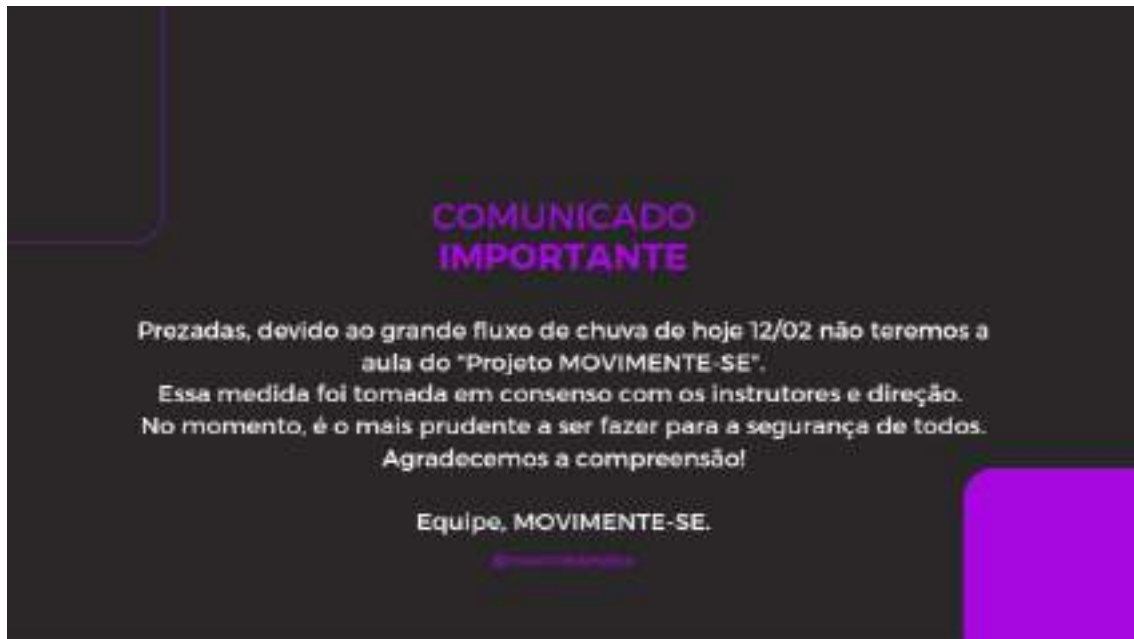 COMUNICADO
IMPORTANTE
Prezadas, devido ao grande fluxo de chuva de hoje 12/02 não teremos a
aula do "Projeto MOVIMENTE-SE".
Essa medida foi tomada em consenso com os instrutores e direção.
No momento, é o mais prudente a ser fazer para a segurança de todos.
Agradecemos a compreensão!
Equipe, MOVIMENTE-SE.